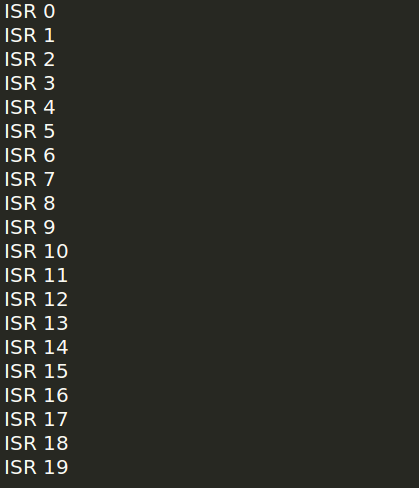 ISR 0
ISR 1
ISR 2
ISR 3
ISR 4
ISR 5
ISR 6
ISR 7
ISR 8
ISR 9
ISR 10
ISR 11
ISR 12
ISR 13
ISR 14
ISR 15
ISR 16
ISR 17
ISR 18
ISR 19